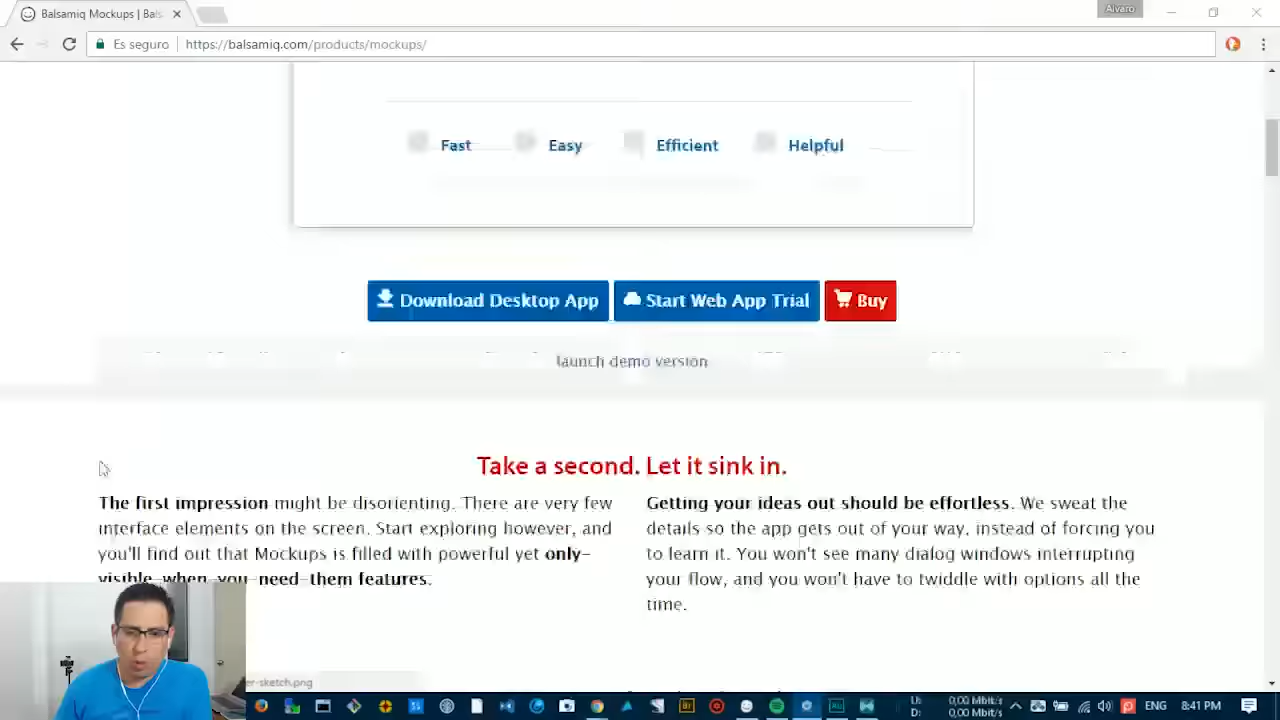 Balsamiq Mockups | Bals
Alvaro
Es seguro
https://balsamiq.com/products/mockups/
Fast
Easy
Efficient
Helpful
Download Desktop App
Start Web App Trial
Buy
launch demo version
Take a second. Let it sink in.
The first impression might be disorienting. There are very few
interface elements on the screen. Start exploring however, and
you'll find out that Mockups is filled with powerful yet only-
visible-when-you-need-them features.
Getting your ideas out should be effortless. We sweat the
details so the app gets out of your way, instead of forcing you
to learn it. You won't see many dialog windows interrupting
your flow, and you won't have to twiddle with options all the
time.
er-sketch.png
Br
Au
U:
0,00 Mbit/s
D:
0,00 Mbit/s
ENG
8:41 PM